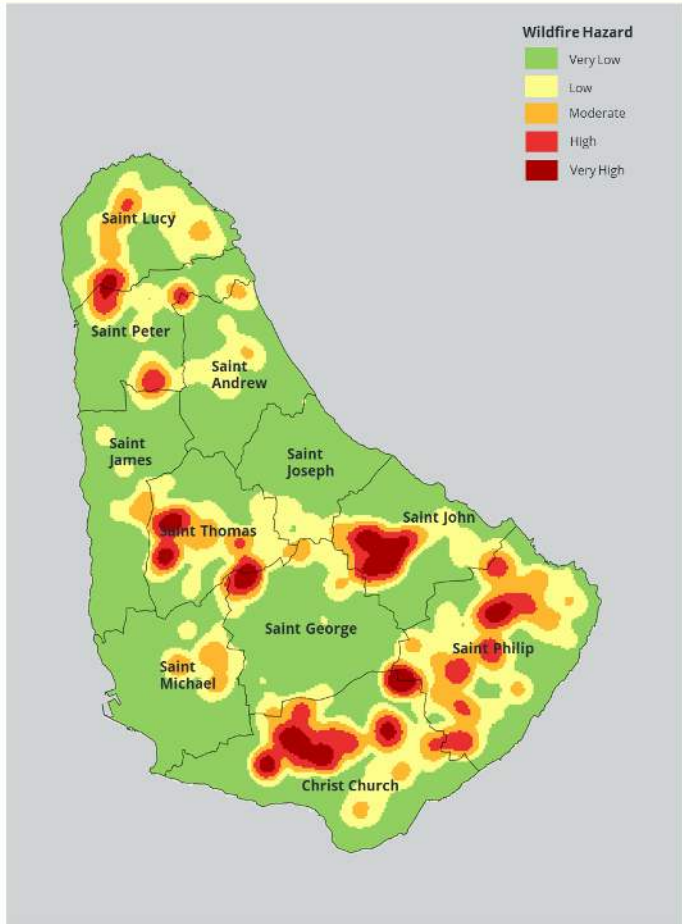 Wildfire Hazard
Very Low
Low
Moderate
High
Very High
Saint Lucy
Saint Peter
Saint
Andrew
Saint
James
Saint
Joseph
Saint John
Saint Thomas
Saint George
Saint Philip
Saint
Michael
Christ Church